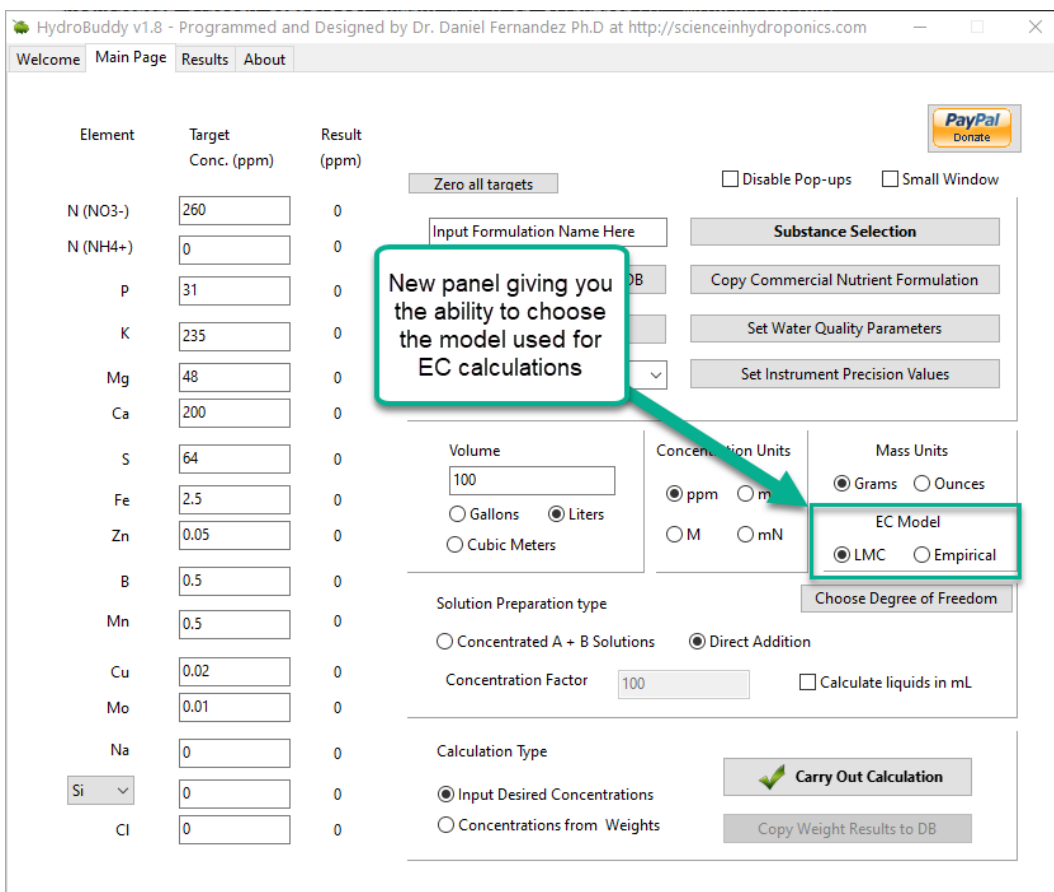 HydroBuddy v1.8 - Programmed and Designed by Dr. Daniel Fernandez Ph.D at http://scienceinhydroponics.com
Welcome Main Page Results About
PayPal
Donate
Element Target Result
Conc. (ppm) (ppm)
Zero all targets Disable Pop-ups Small Window
N (NO3-) 260 0
N (NH4+) 0 0
P 31 0
K 235 0
Mg 48 0
Ca 200 0
S 64 0
Fe 2.5 0
Zn 0.05 0
B 0.5 0
Mn 0.5 0
Cu 0.02 0
Mo 0.01 0
Na 0 0
Si 0 0
Cl 0 0
Input Formulation Name Here Substance Selection
DB Copy Commercial Nutrient Formulation
Set Water Quality Parameters
Set Instrument Precision Values
New panel giving you
the ability to choose
the model used for
EC calculations
Volume
100
Gallons Liters
Cubic Meters
Concentration Units
ppm
M mN
Mass Units
Grams Ounces
EC Model
LMC Empirical
Choose Degree of Freedom
Solution Preparation type
Concentrated A + B Solutions Direct Addition
Concentration Factor 100 Calculate liquids in mL
Calculation Type
Input Desired Concentrations
Concentrations from Weights
Carry Out Calculation
Copy Weight Results to DB